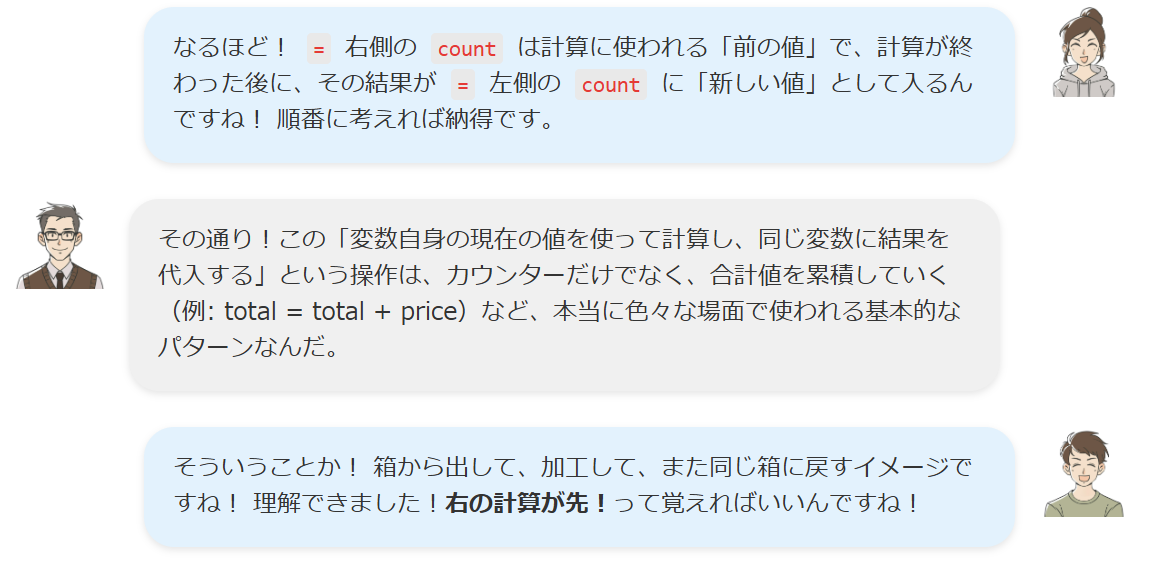 なるほど！ = 右側の count は計算に使われる「前の値」で、計算が終
わった後に、その結果が = 左側の count に「新しい値」として入るん
ですね！ 順番に考えれば納得です。
その通り！この「変数自身の現在の値を使って計算し、同じ変数に結果を
代入する」という操作は、カウンターだけでなく、合計値を累積していく
（例: total = total + price）など、本当に色々な場面で使われる基本的な
パターンなんだ。
そういうことか！ 箱から出して、加工して、また同じ箱に戻すイメージで
すね！ 理解できました！右の計算が先！って覚えればいいんですね！